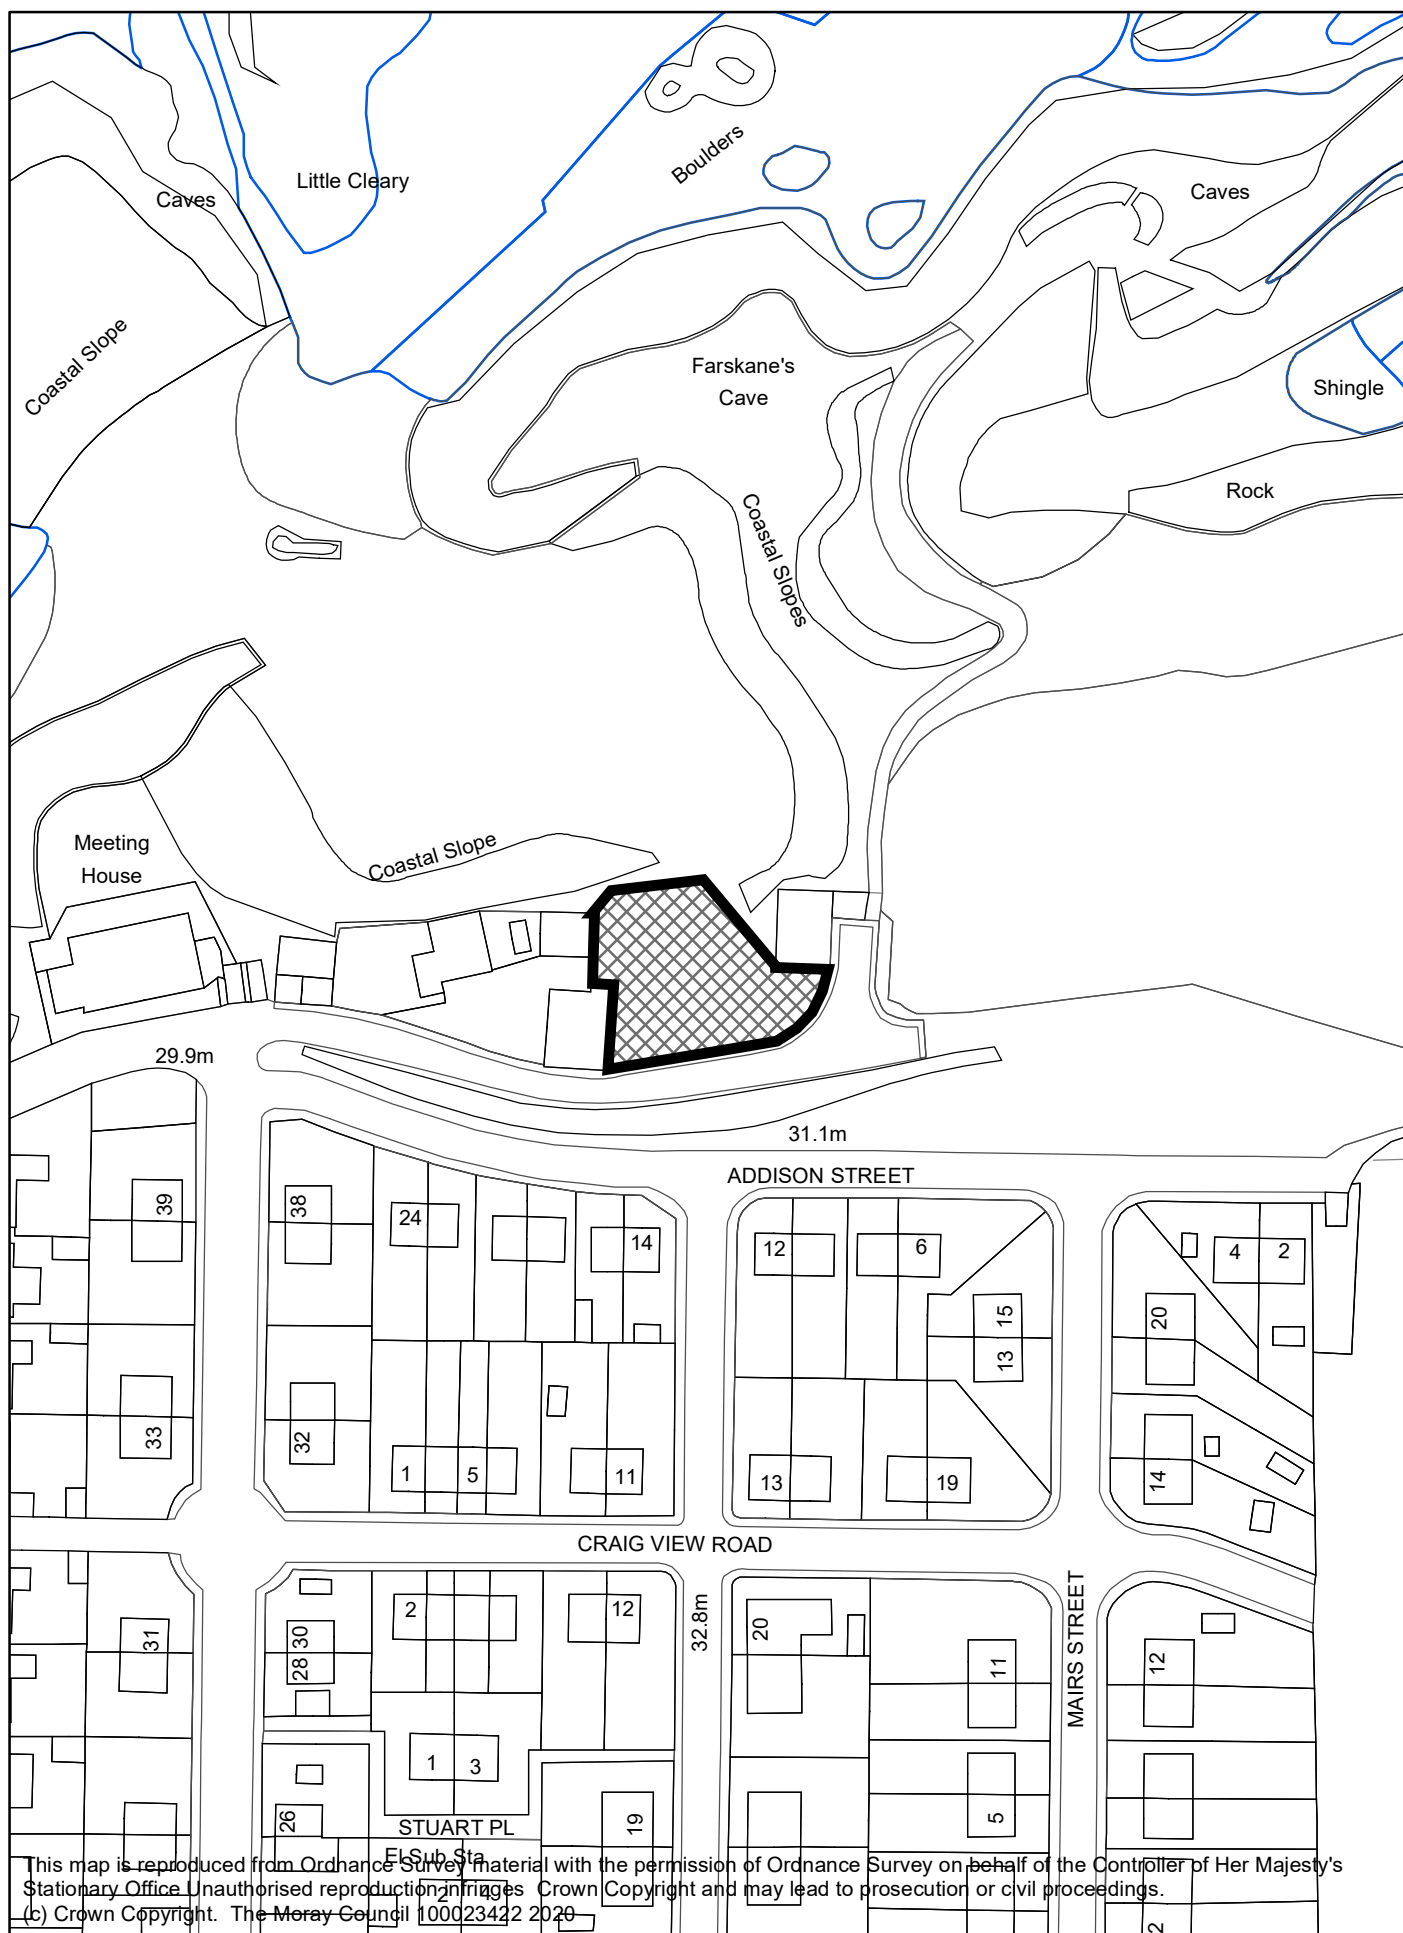 Little Cleary
Boulders
Caves
Caves
Coastal Slope
Farskane's
Cave
Shingle
Rock
Coastal Slopes
Meeting
House
Coastal Slope
29.9m
31.1m
ADDISON STREET
39
38
24
14
12
6
15
13
20
4
2
33
32
1
5
11
13
19
14
CRAIG VIEW ROAD
MAIRS STREET
32.8m
31
30
28
2
12
20
11
12
1
3
5
26
19
STUART PL
El Sub Sta
2
4
2
This map is reproduced from Ordnance Survey material with the permission of Ordnance Survey on behalf of the Controller of Her Majesty's
Stationary Office Unauthorised reproduction infringes Crown Copyright and may lead to prosecution or civil proceedings.
(c) Crown Copyright. The Moray Council 100023422 2020